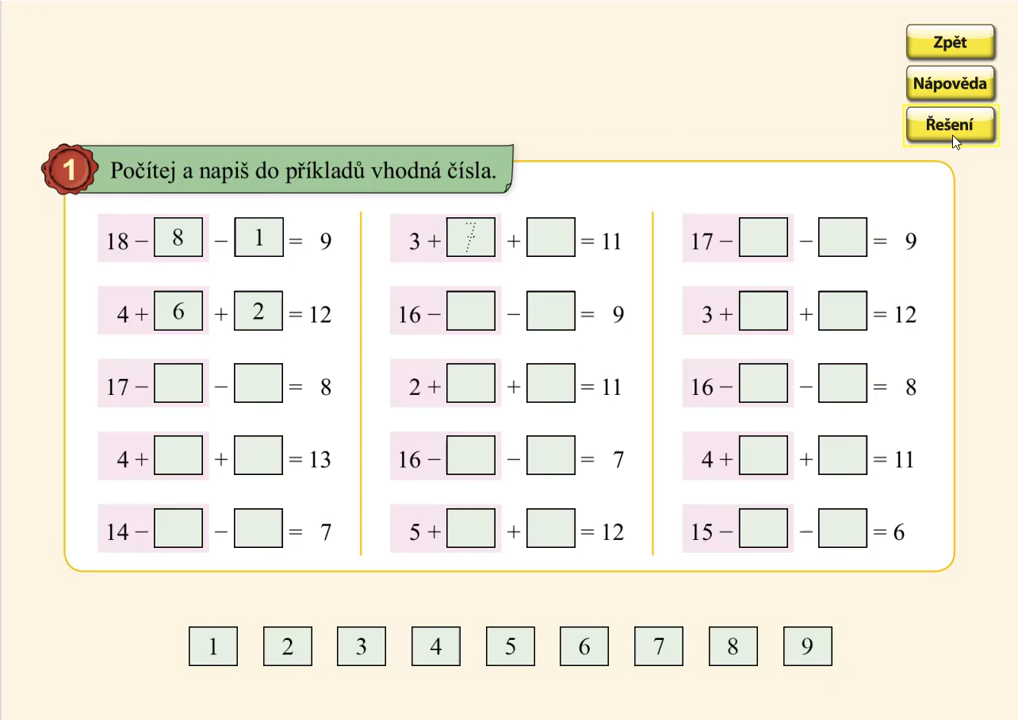 Zpět
Nápověda
Řešení
1 Počítej a napiš do příkladů vhodná čísla.
18 − 8 − 1 = 9
4 + 6 + 2 = 12
17 − − = 8
4 + + = 13
14 − − = 7
3 + 7 + = 11
16 − − = 9
2 + + = 11
16 − − = 7
5 + + = 12
17 − − = 9
3 + + = 12
16 − − = 8
4 + + = 11
15 − − = 6
1 2 3 4 5 6 7 8 9